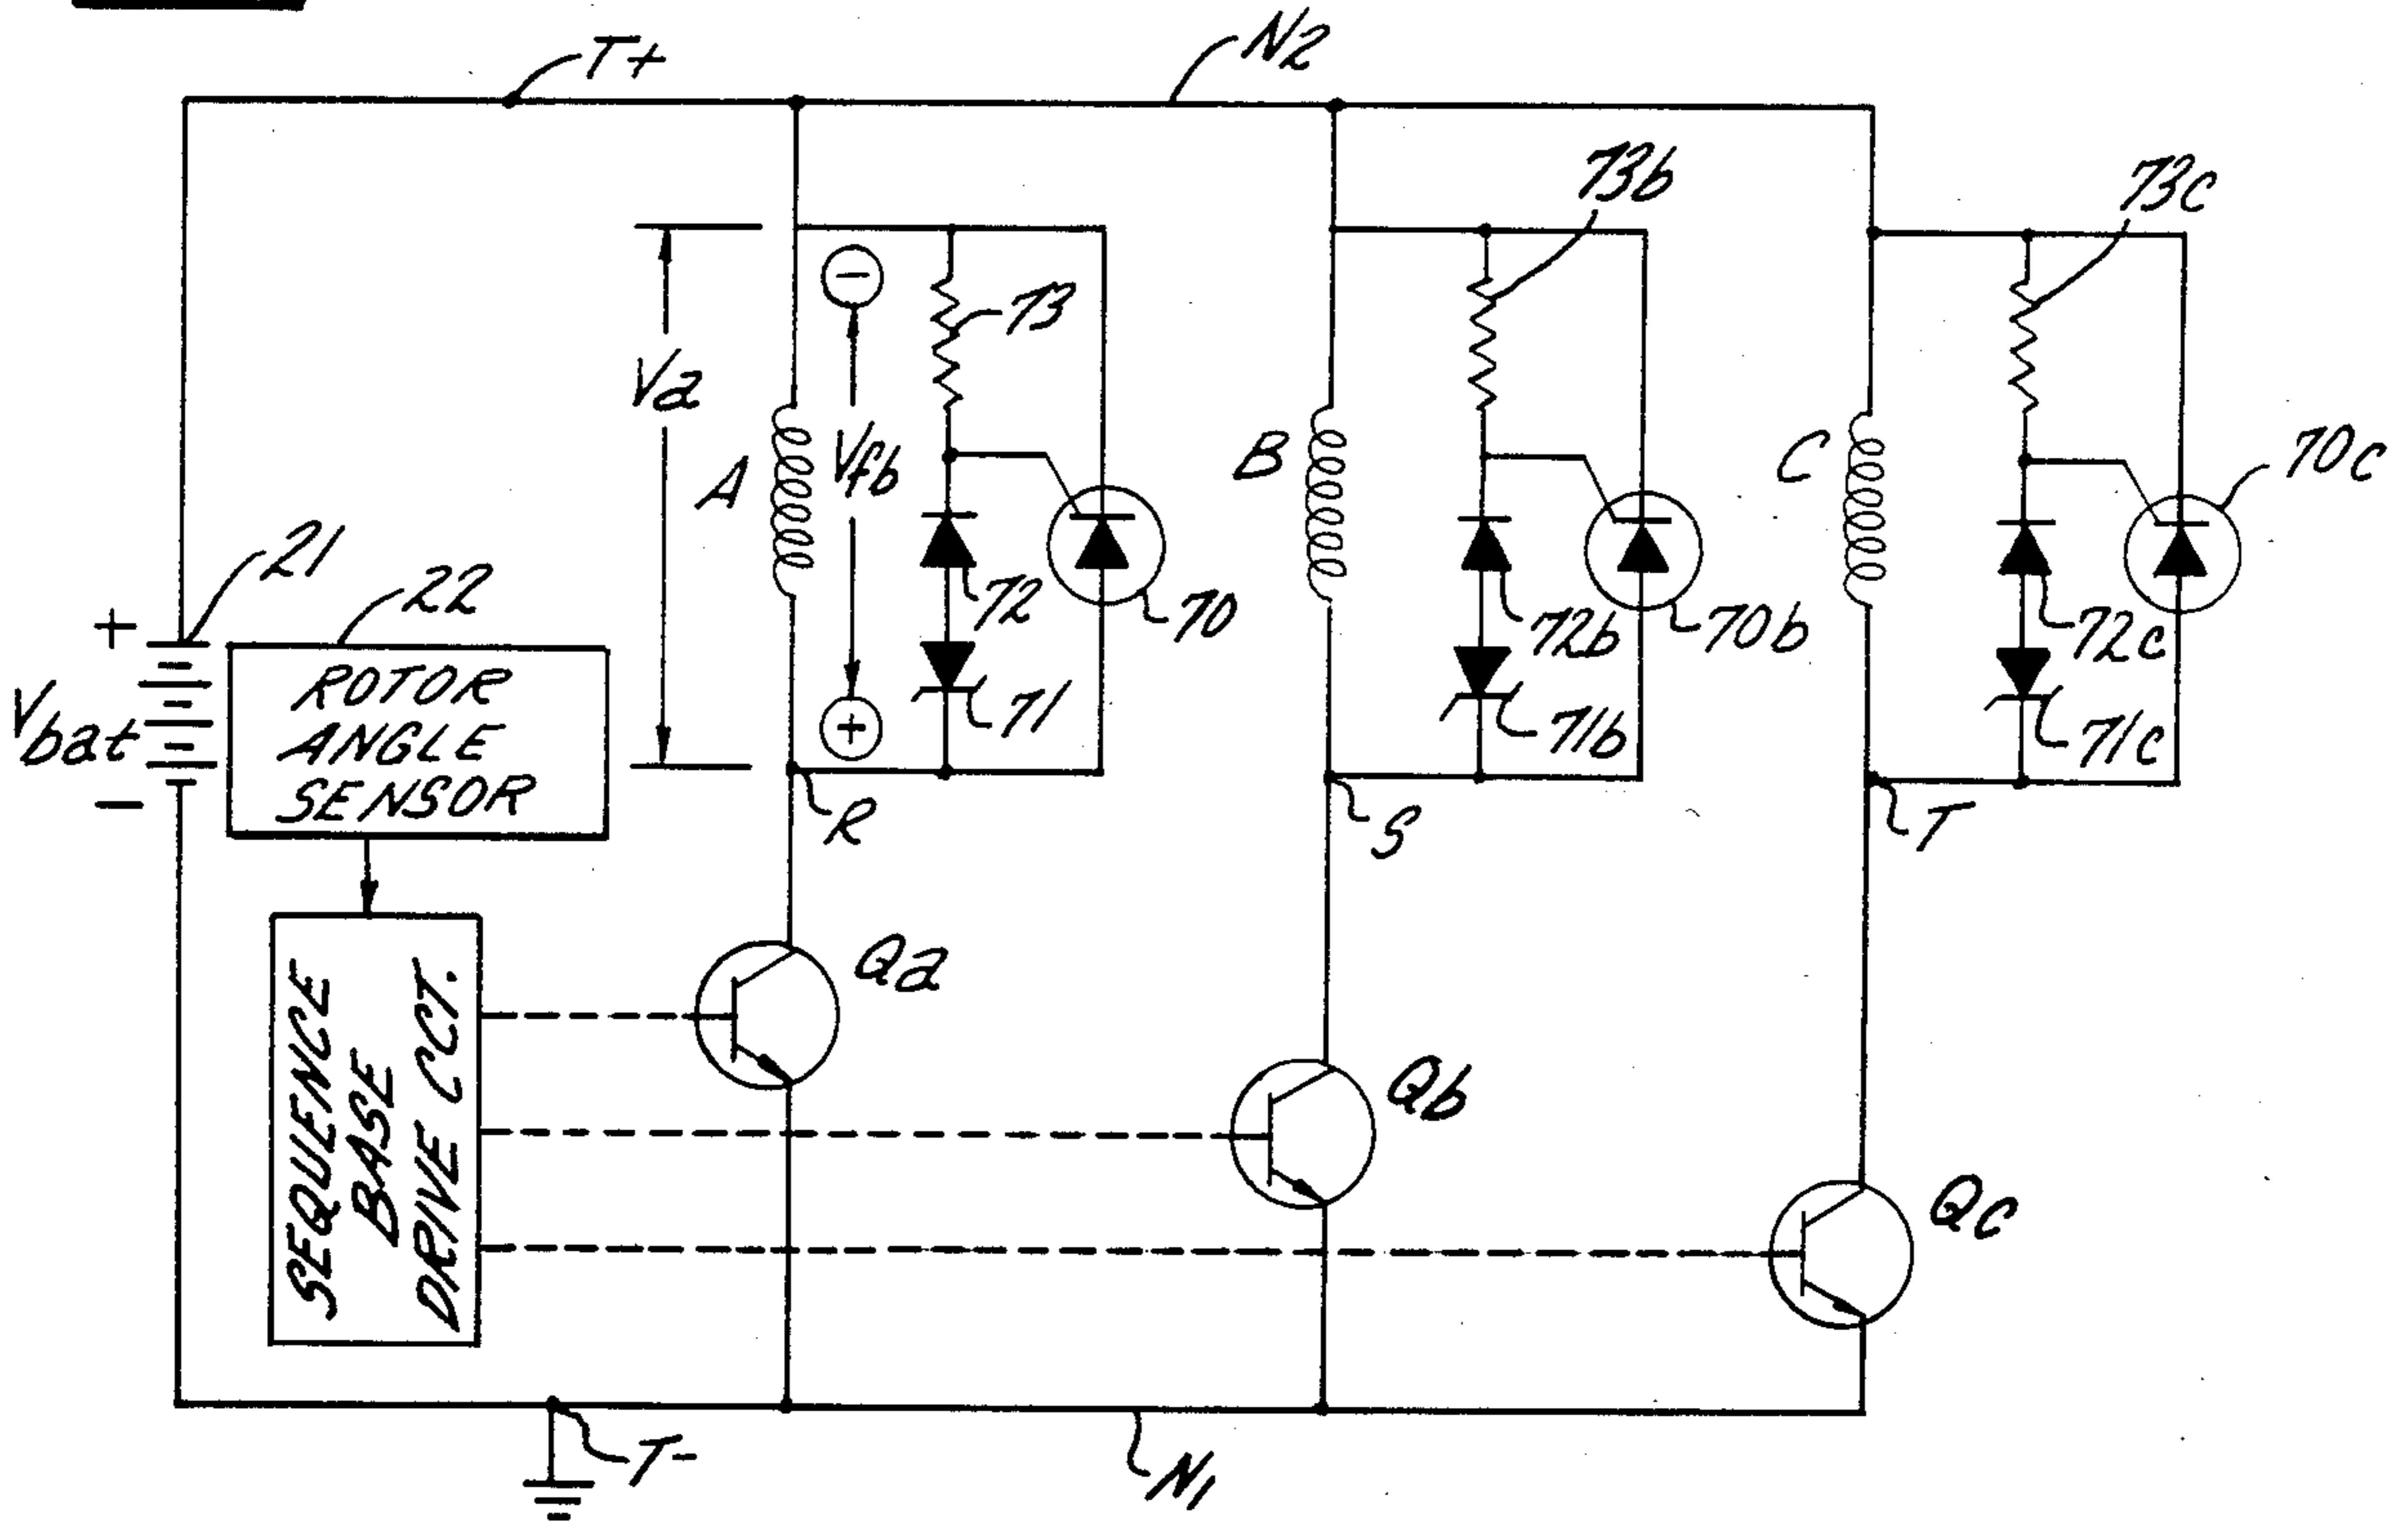 T+
N2
73b
73c
Va
Vfb
73
A
B
C
70c
21
22
+
Vbat
−
ROTOR
ANGLE
SENSOR
−
+
72
70
72b
70b
72c
71
71b
71c
R
S
T
SEQUENCE
BASE
DRIVE CCT.
Qa
Qb
Qc
T-
N1